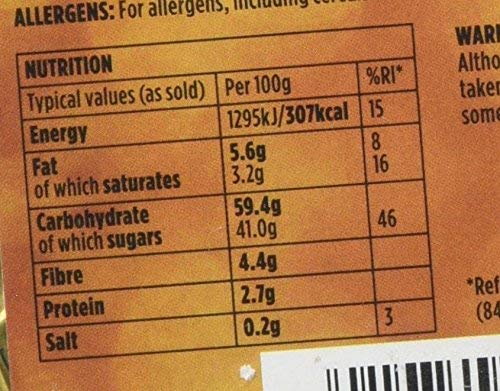 ALLERGENS: For allergens, including
NUTRITION
Typical values (as sold) Per 100g %RI*
Energy 1295kJ/307kcal 15
Fat 5.6g 8
of which saturates 3.2g 16
Carbohydrate 59.4g
of which sugars 41.0g 46
Fibre 4.4g
Protein 2.7g
Salt 0.2g 3
WAR
Altho
taken
some
*Ref
(84